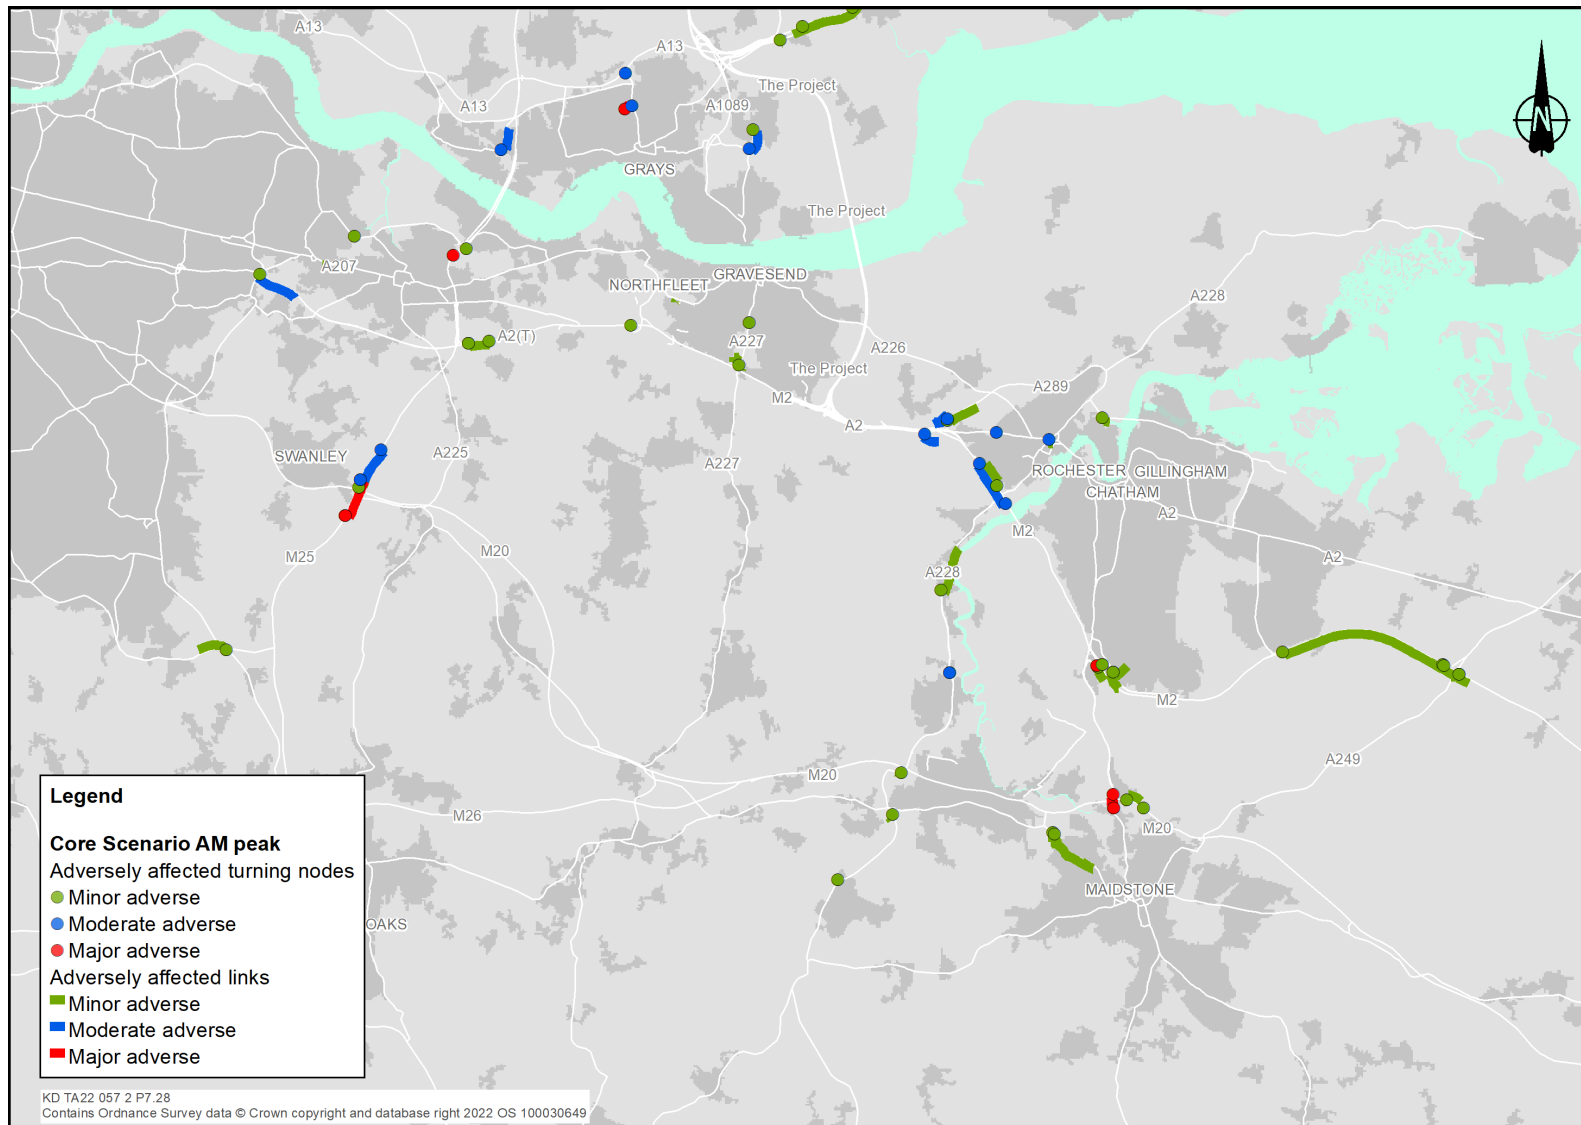 A13
A13
The Project
A13
A1089
N
GRAYS
The Project
A207
GRAVESEND
NORTHFLEET
A228
A2(T)
A227
A226
The Project
A289
M2
A2
SWANLEY
A225
A227
ROCHESTER
GILLINGHAM
CHATHAM
A2
M2
M25
M20
A2
A228
M2
A249
M20
M26
M20
MAIDSTONE
OAKS
Legend
Core Scenario AM peak
Adversely affected turning nodes
Minor adverse
Moderate adverse
Major adverse
Adversely affected links
Minor adverse
Moderate adverse
Major adverse
KD TA22 057 2 P7.28
Contains Ordnance Survey data © Crown copyright and database right 2022 OS 100030649